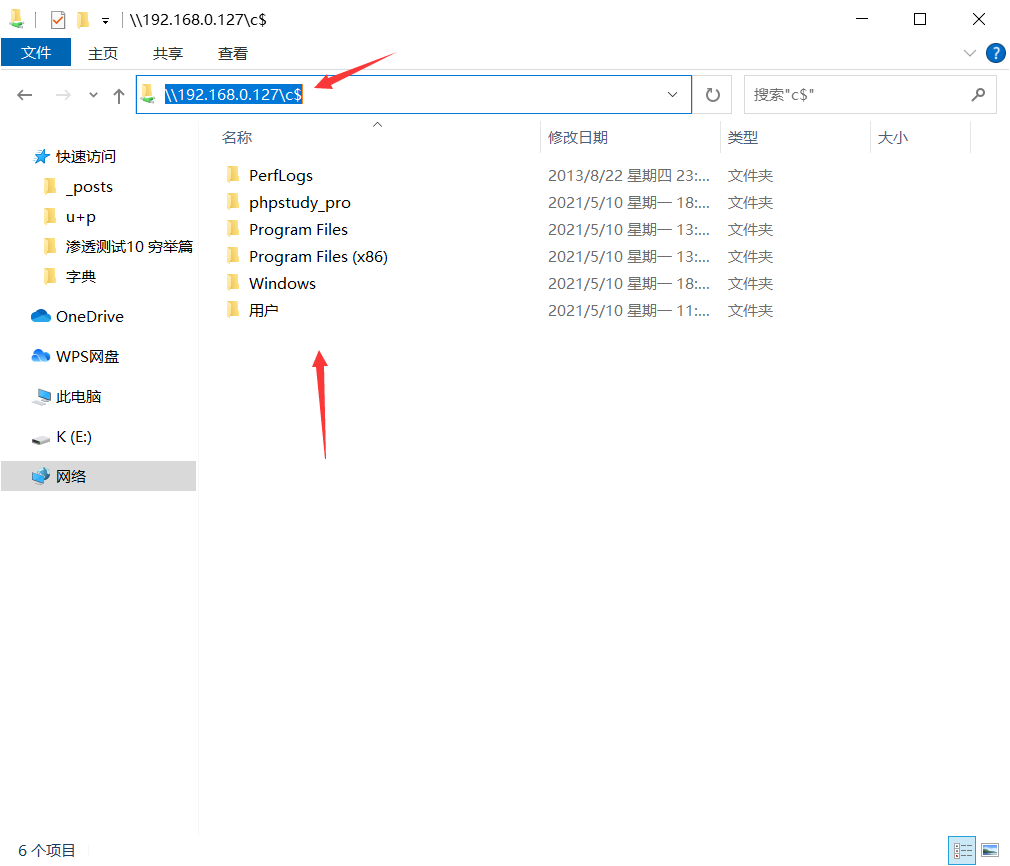 \\192.168.0.127\c$
文件 主页 共享 查看
\\192.168.0.127\c$ 搜索"c$"
名称 修改日期 类型 大小
快速访问
_posts
u+p
渗透测试10 穷举篇
字典
OneDrive
WPS网盘
此电脑
K (E:)
网络
PerfLogs 2013/8/22 星期四 23:... 文件夹
phpstudy_pro 2021/5/10 星期一 18:... 文件夹
Program Files 2021/5/10 星期一 13:... 文件夹
Program Files (x86) 2021/5/10 星期一 13:... 文件夹
Windows 2021/5/10 星期一 18:... 文件夹
用户 2021/5/10 星期一 11:... 文件夹
6 个项目